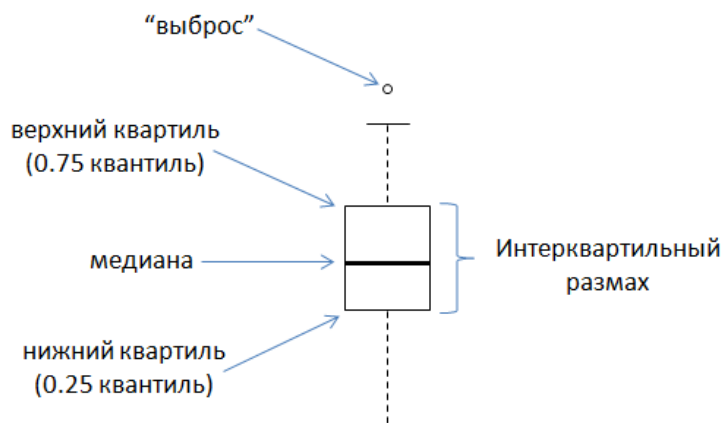 “выброс”
верхний квартиль
(0.75 квантиль)
медиана
Интерквартильный
размах
нижний квартиль
(0.25 квантиль)